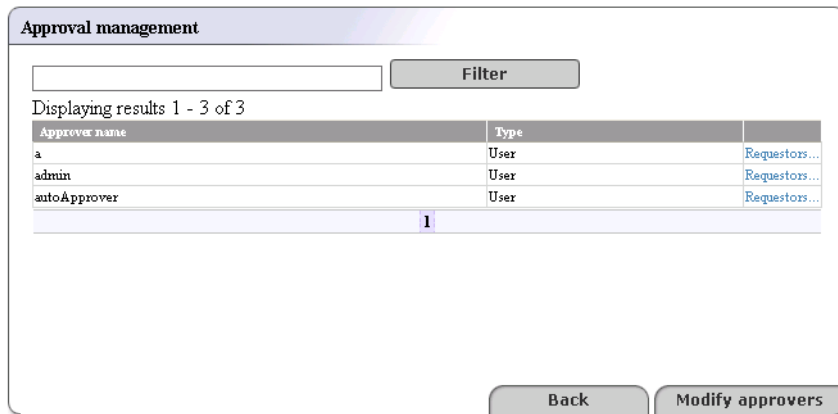 Approval management
Filter
Displaying results 1 - 3 of 3
Approver name Type
a User Requestors...
admin User Requestors...
autoApprover User Requestors...
1
Back Modify approvers